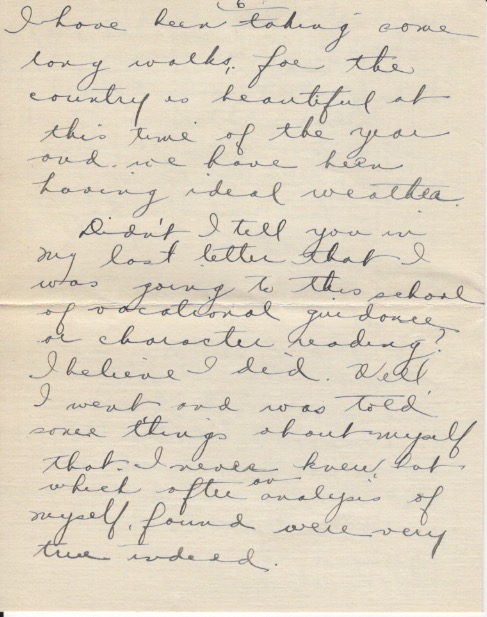 6
I have been taking some
long walks, for the
country is beautiful at
this time of the year
and we have been
having ideal weather.
Didn't I tell you in
my last letter that I
was going to this school
of vocational guidance
or character reading?
I believe I did. Well
I went and was told
some things about myself
that I never knew, but
which after an analysis of
myself, found were very
true indeed.